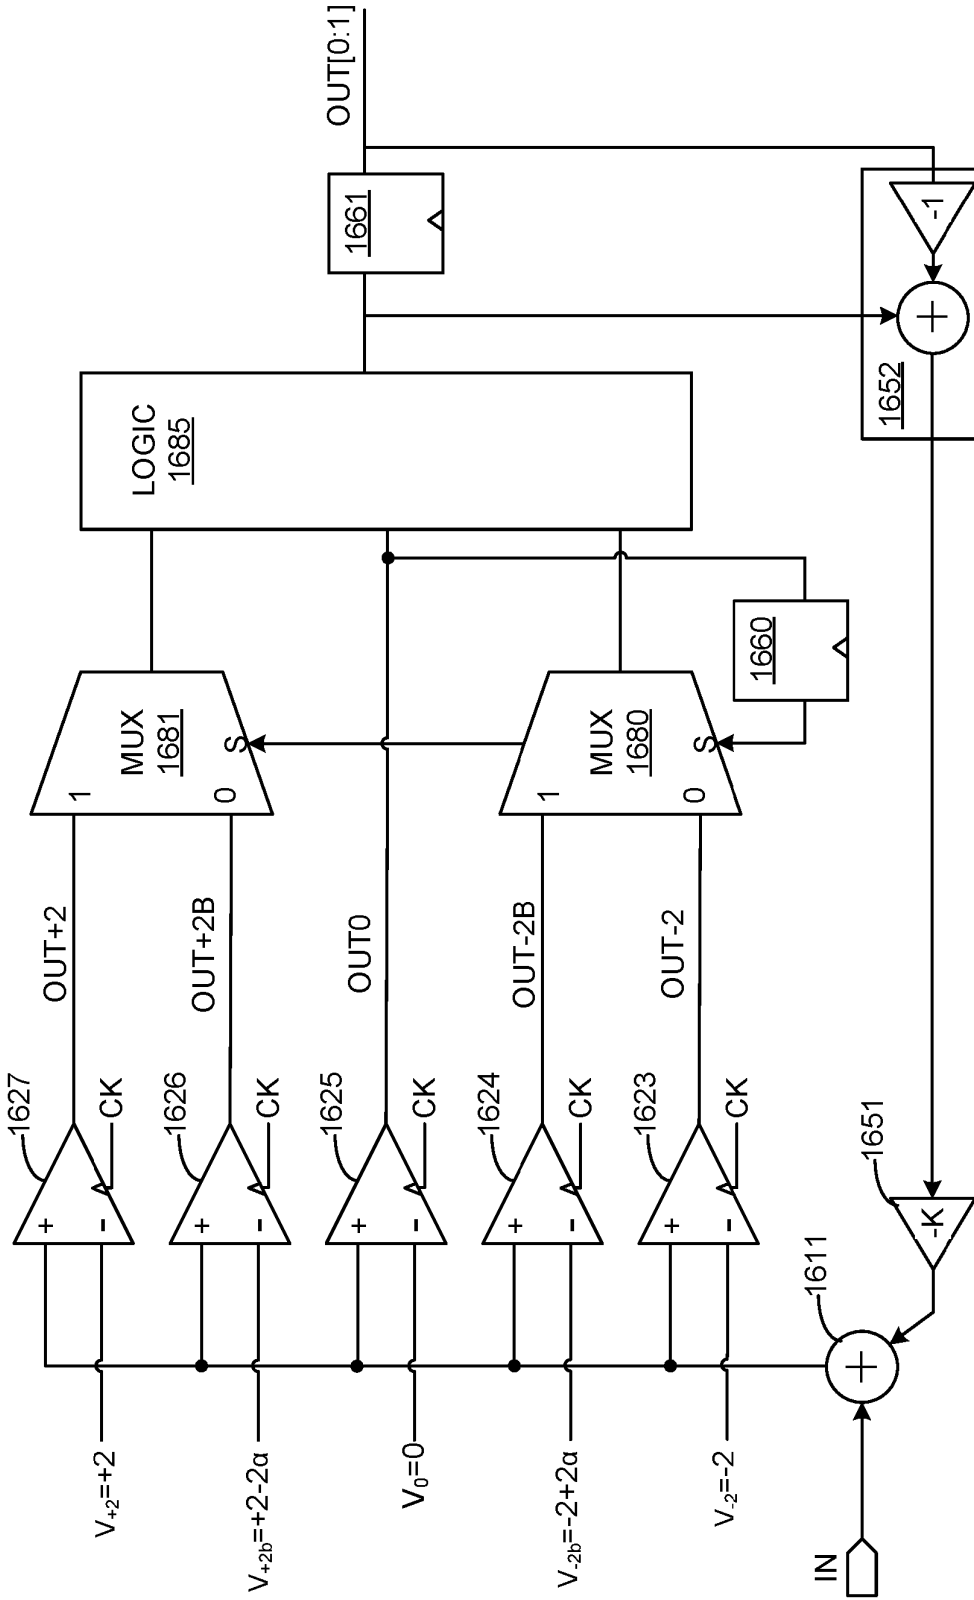 V+2=+2
V+2b=+2-2α
V0=0
V-2b=-2+2α
V-2=-2
IN
+
-
1627
CK
+
-
1626
CK
+
-
1625
CK
+
-
1624
CK
+
-
1623
CK
1611
+
-K
1651
OUT+2
OUT+2B
OUT0
OUT-2B
OUT-2
1
0
MUX
1681
S
1
0
MUX
1680
S
1660
LOGIC
1685
1661
OUT[0:1]
1652
+
-1